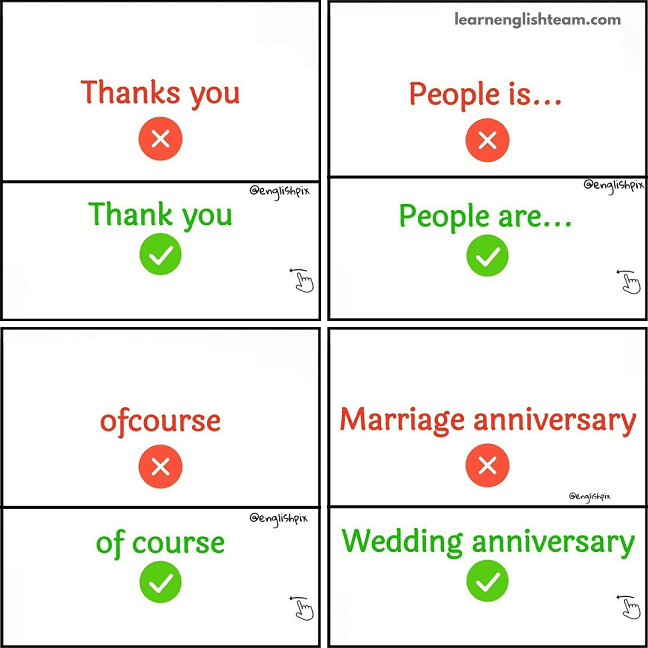 learnenglishteam.com
Thanks you
@englishpix
Thank you
People is...
@englishpix
People are...
ofcourse
@englishpix
of course
Marriage anniversary
@englishpix
Wedding anniversary